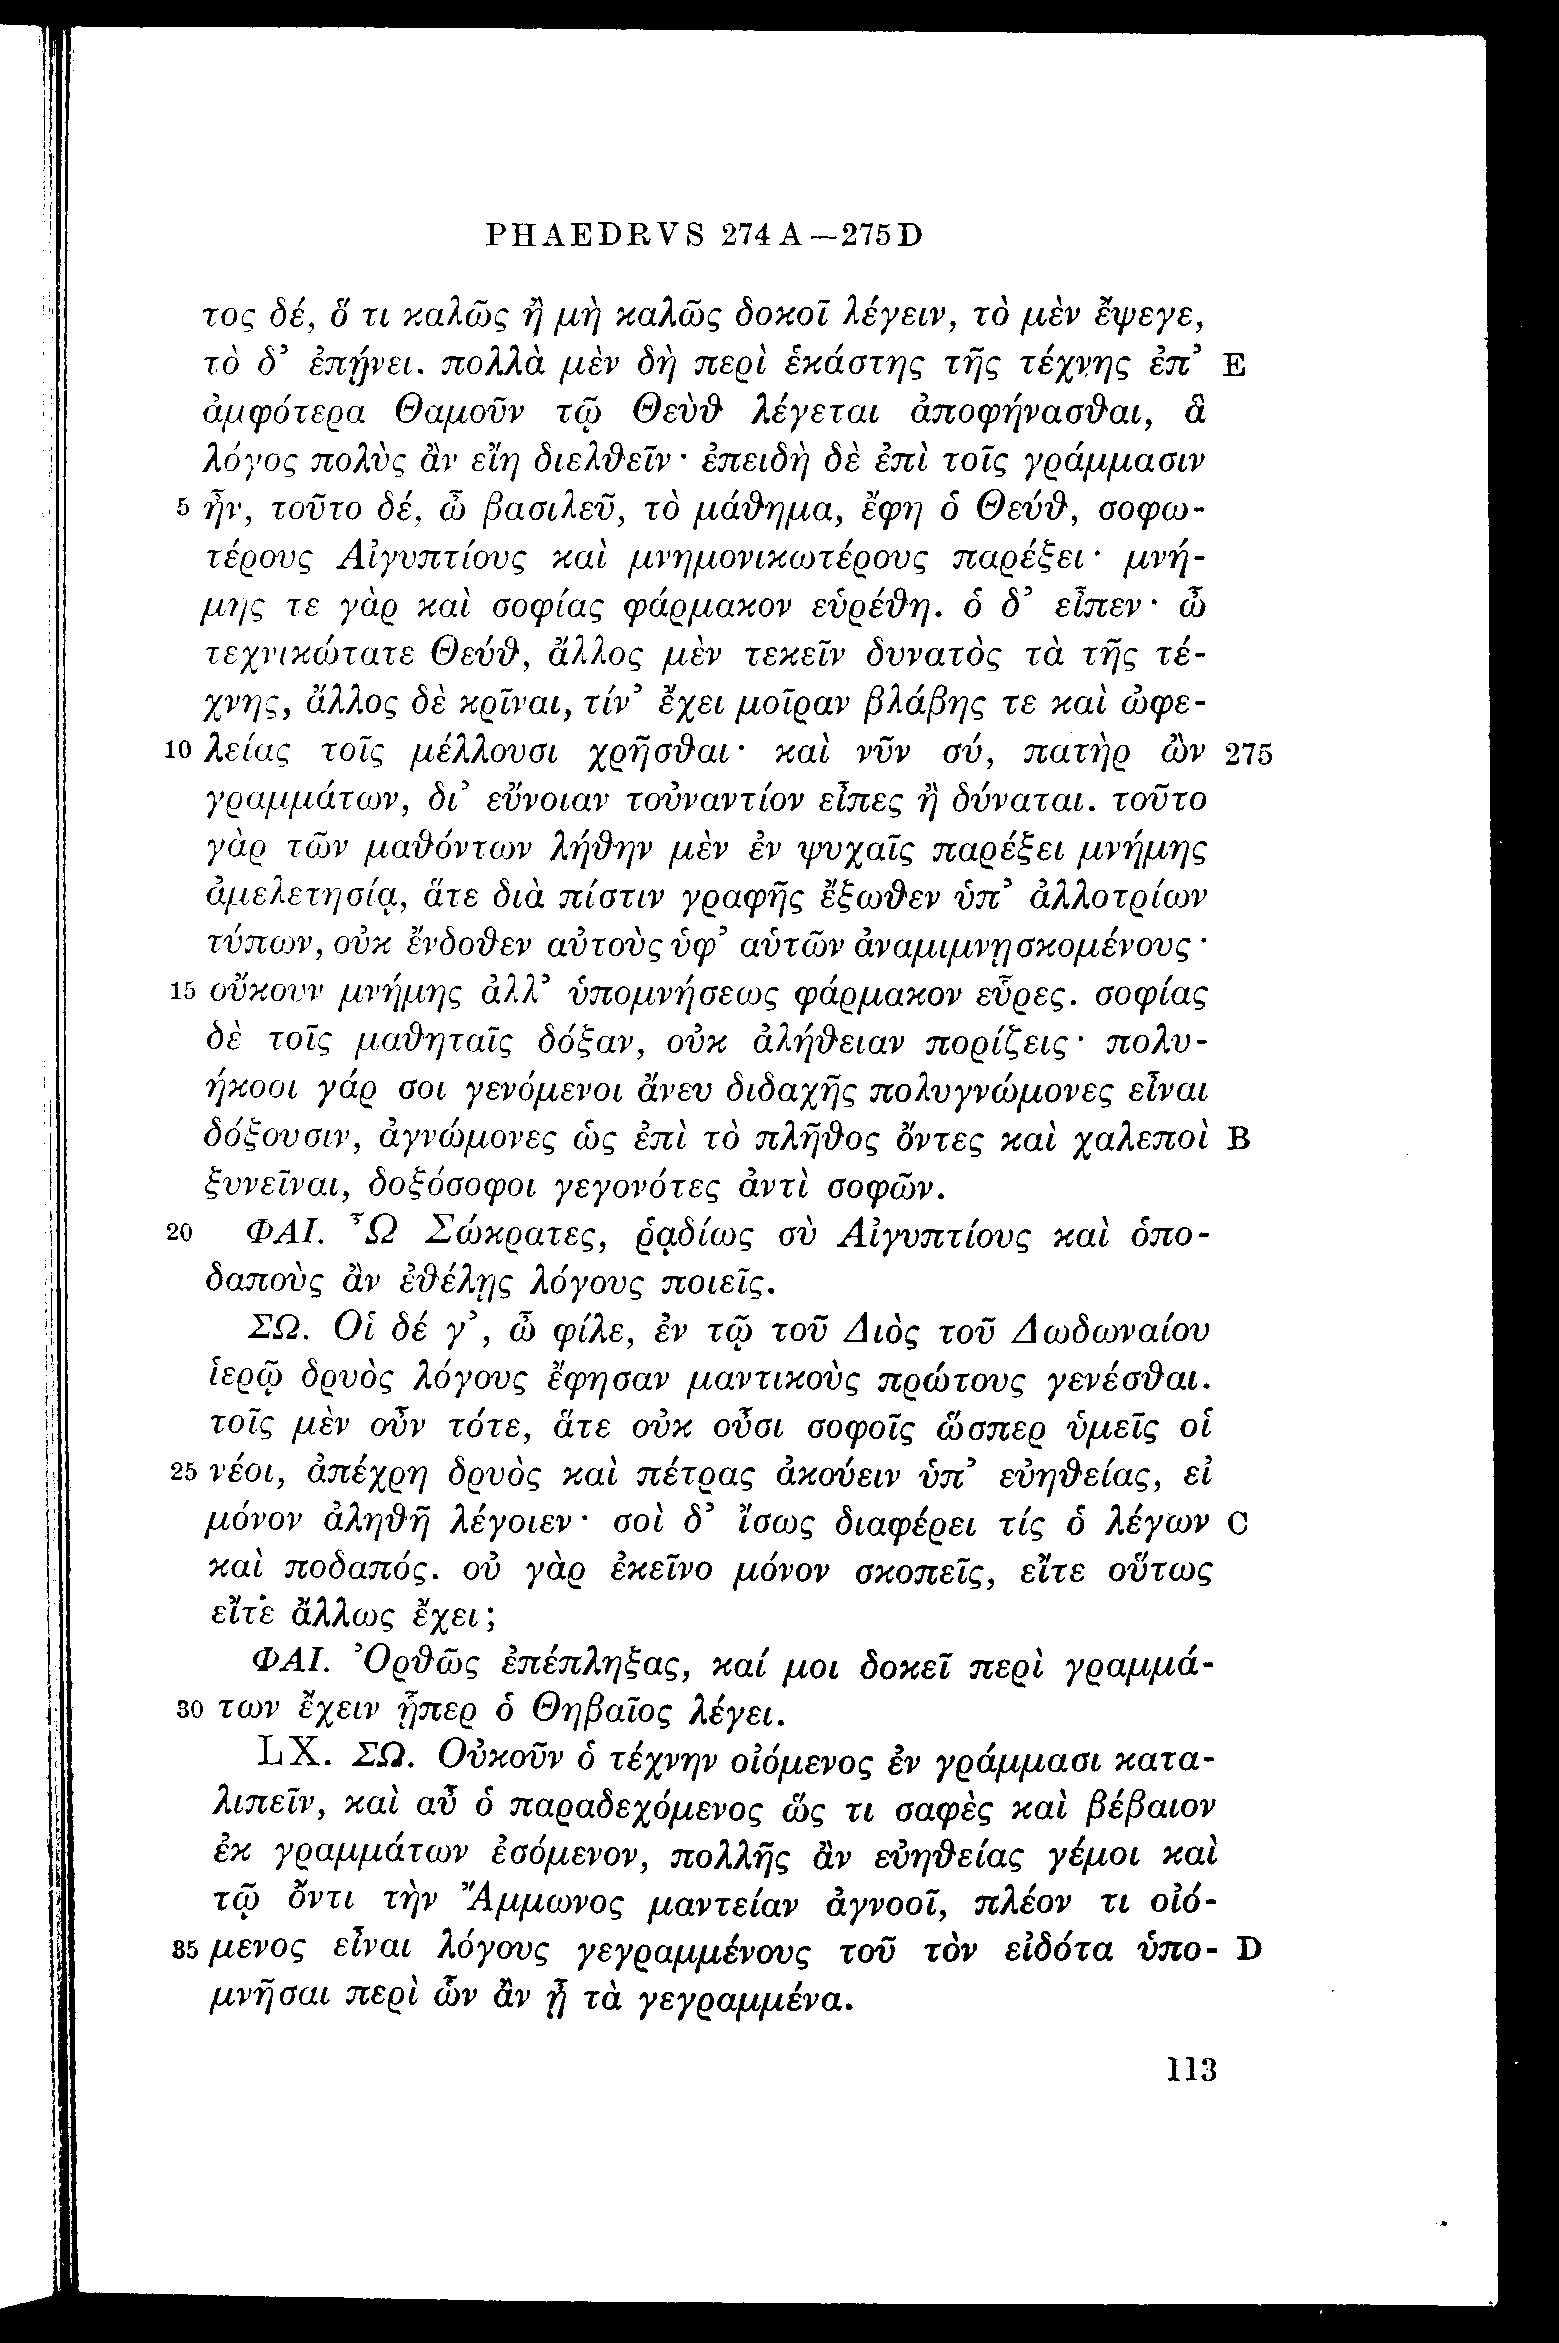 PHAEDRVS 274 A—275 D
τος δέ, ὅ τι καλῶς ἢ μὴ καλῶς δοκοῖ λέγειν, τὸ μὲν ἔψεγε,
τὸ δ’ ἐπῄνει. πολλὰ μὲν δὴ περὶ ἑκάστης τῆς τέχνης ἐπ’ E
ἀμφότερα Θαμοῦν τῷ Θεὺθ λέγεται ἀποφήνασθαι, ἃ
λόγος πολὺς ἂν εἴη διελθεῖν· ἐπειδὴ δὲ ἐπὶ τοῖς γράμμασιν
5 ἦν, τοῦτο δέ, ὦ βασιλεῦ, τὸ μάθημα, ἔφη ὁ Θεύθ, σοφω-
τέρους Αἰγυπτίους καὶ μνημονικωτέρους παρέξει· μνή-
μης τε γὰρ καὶ σοφίας φάρμακον εὑρέθη. ὁ δ’ εἶπεν· ὦ
τεχνικώτατε Θεύθ, ἄλλος μὲν τεκεῖν δυνατὸς τὰ τῆς τέ-
χνης, ἄλλος δὲ κρῖναι, τίν’ ἔχει μοῖραν βλάβης τε καὶ ὠφε-
10 λείας τοῖς μέλλουσι χρῆσθαι· καὶ νῦν σύ, πατὴρ ὢν 275
γραμμάτων, δι’ εὔνοιαν τοὐναντίον εἶπες ἢ δύναται. τοῦτο
γὰρ τῶν μαθόντων λήθην μὲν ἐν ψυχαῖς παρέξει μνήμης
ἀμελετησίᾳ, ἅτε διὰ πίστιν γραφῆς ἔξωθεν ὑπ’ ἀλλοτρίων
τύπων, οὐκ ἔνδοθεν αὐτοὺς ὑφ’ αὑτῶν ἀναμιμνῃσκομένους·
15 οὔκουν μνήμης ἀλλ’ ὑπομνήσεως φάρμακον εὗρες. σοφίας
δὲ τοῖς μαθηταῖς δόξαν, οὐκ ἀλήθειαν πορίζεις· πολυ-
ήκοοι γάρ σοι γενόμενοι ἄνευ διδαχῆς πολυγνώμονες εἶναι
δόξουσιν, ἀγνώμονες ὡς ἐπὶ τὸ πλῆθος ὄντες καὶ χαλεποὶ B
ξυνεῖναι, δοξόσοφοι γεγονότες ἀντὶ σοφῶν.
20 ΦΑΙ. Ὦ Σώκρατες, ῥᾳδίως σὺ Αἰγυπτίους καὶ ὁπο-
δαποὺς ἂν ἐθέλῃς λόγους ποιεῖς.
ΣΩ. Οἱ δέ γ’, ὦ φίλε, ἐν τῷ τοῦ Διὸς τοῦ Δωδωναίου
ἱερῷ δρυὸς λόγους ἔφησαν μαντικοὺς πρώτους γενέσθαι.
τοῖς μὲν οὖν τότε, ἅτε οὐκ οὖσι σοφοῖς ὥσπερ ὑμεῖς οἱ
25 νέοι, ἀπέχρη δρυὸς καὶ πέτρας ἀκούειν ὑπ’ εὐηθείας, εἰ
μόνον ἀληθῆ λέγοιεν· σοὶ δ’ ἴσως διαφέρει τίς ὁ λέγων C
καὶ ποδαπός. οὐ γὰρ ἐκεῖνο μόνον σκοπεῖς, εἴτε οὕτως
εἴτε ἄλλως ἔχει;
ΦΑΙ. Ὀρθῶς ἐπέπληξας, καί μοι δοκεῖ περὶ γραμμά-
30 των ἔχειν ᾗπερ ὁ Θηβαῖος λέγει.
LX. ΣΩ. Οὐκοῦν ὁ τέχνην οἰόμενος ἐν γράμμασι κατα-
λιπεῖν, καὶ αὖ ὁ παραδεχόμενος ὥς τι σαφὲς καὶ βέβαιον
ἐκ γραμμάτων ἐσόμενον, πολλῆς ἂν εὐηθείας γέμοι καὶ
τῷ ὄντι τὴν Ἄμμωνος μαντείαν ἀγνοοῖ, πλέον τι οἰό-
35 μενος εἶναι λόγους γεγραμμένους τοῦ τὸν εἰδότα ὑπο- D
μνῆσαι περὶ ὧν ἂν ᾖ τὰ γεγραμμένα.
113